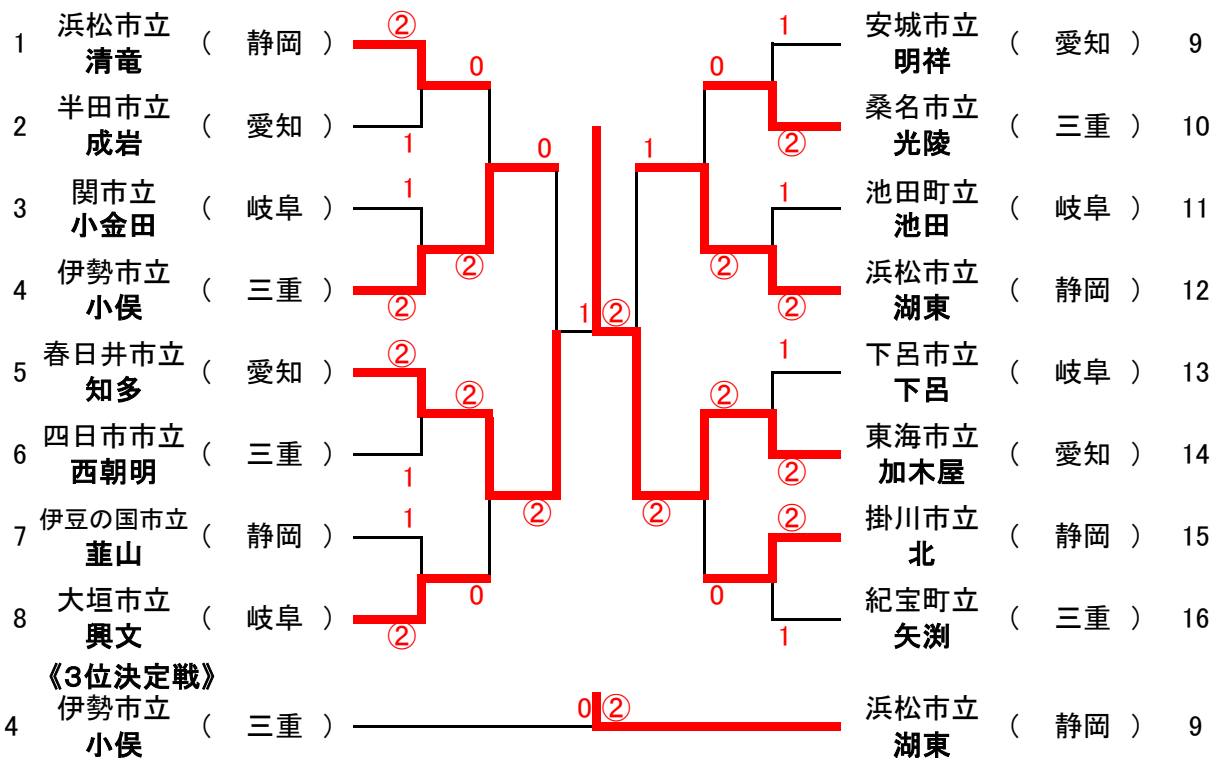 1 浜松市立 清竜 ( 静岡 ) ②
0
2 半田市立 成岩 ( 愛知 ) 1
0
3 関市立 小金田 ( 岐阜 ) 1
②
4 伊勢市立 小俣 ( 三重 ) ②
1
5 春日井市立 知多 ( 愛知 ) ②
②
6 四日市市立 西朝明 ( 三重 ) 1
②
7 伊豆の国市立 韮山 ( 静岡 ) 1
0
8 大垣市立 興文 ( 岐阜 ) ②
1 安城市立 明祥 ( 愛知 ) 9
0
② 桑名市立 光陵 ( 三重 ) 10
1
1 池田町立 池田 ( 岐阜 ) 11
②
② 浜松市立 湖東 ( 静岡 ) 12
②
1 下呂市立 下呂 ( 岐阜 ) 13
②
② 東海市立 加木屋 ( 愛知 ) 14
②
② 掛川市立 北 ( 静岡 ) 15
0
1 紀宝町立 矢渕 ( 三重 ) 16
《3位決定戦》
4 伊勢市立 小俣 ( 三重 ) 0 ② 浜松市立 湖東 ( 静岡 ) 9